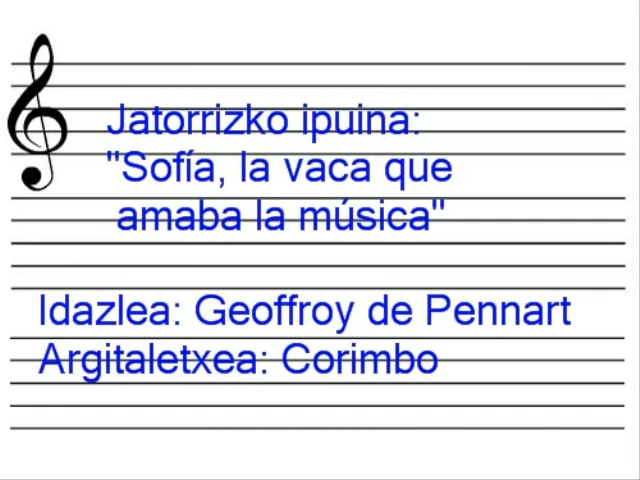 Jatorrizko ipuina:
"Sofía, la vaca que
amaba la música"
Idazlea: Geoffroy de Pennart
Argitaletxea: Corimbo